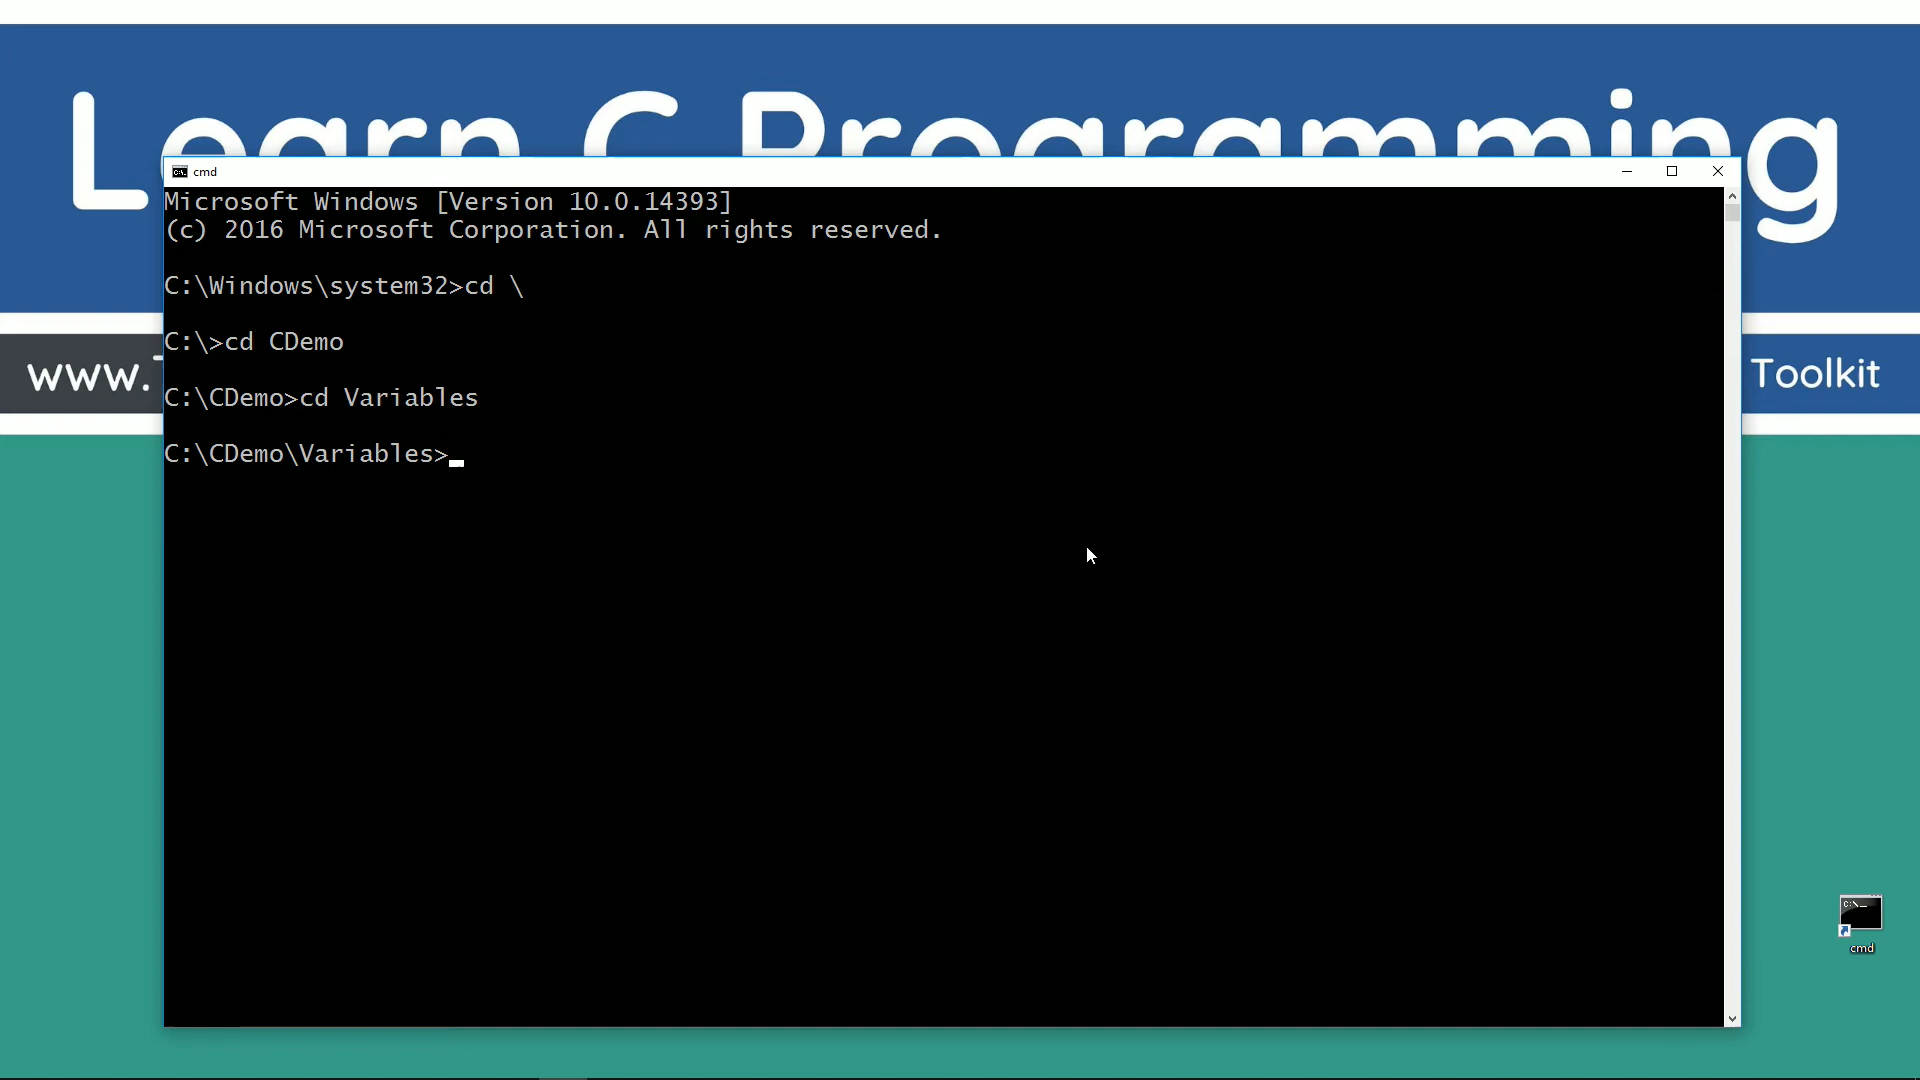 Learn C Programming
www.
Toolkit
cmd
Microsoft Windows [Version 10.0.14393]
(c) 2016 Microsoft Corporation. All rights reserved.
C:\Windows\system32>cd \
C:\>cd CDemo
C:\CDemo>cd Variables
C:\CDemo\Variables>
cmd